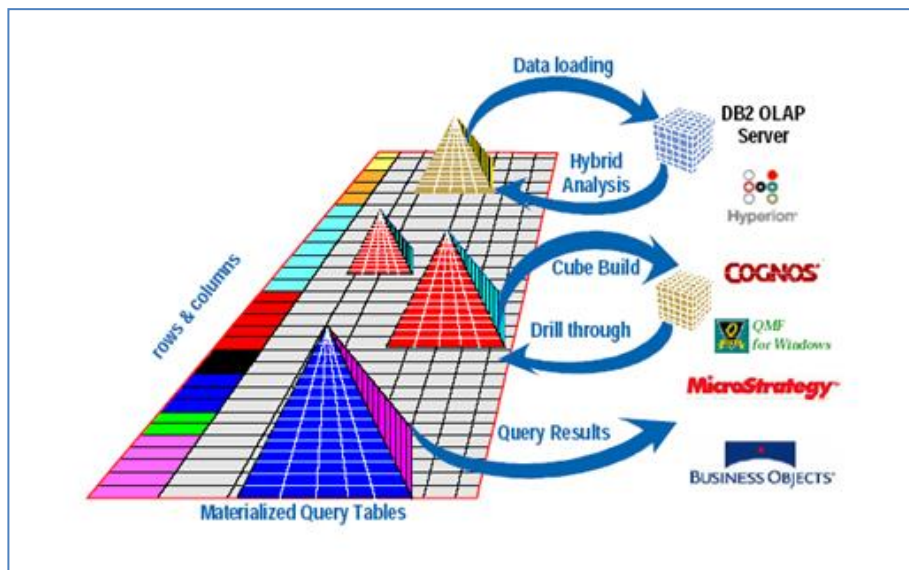 Data loading
DB2 OLAP
Server
Hybrid
Analysis
Hyperion®
rows & columns
Cube Build
COGNOS®
Drill through
QMF
for Windows
MicroStrategy™
Query Results
BUSINESS OBJECTS®
Materialized Query Tables